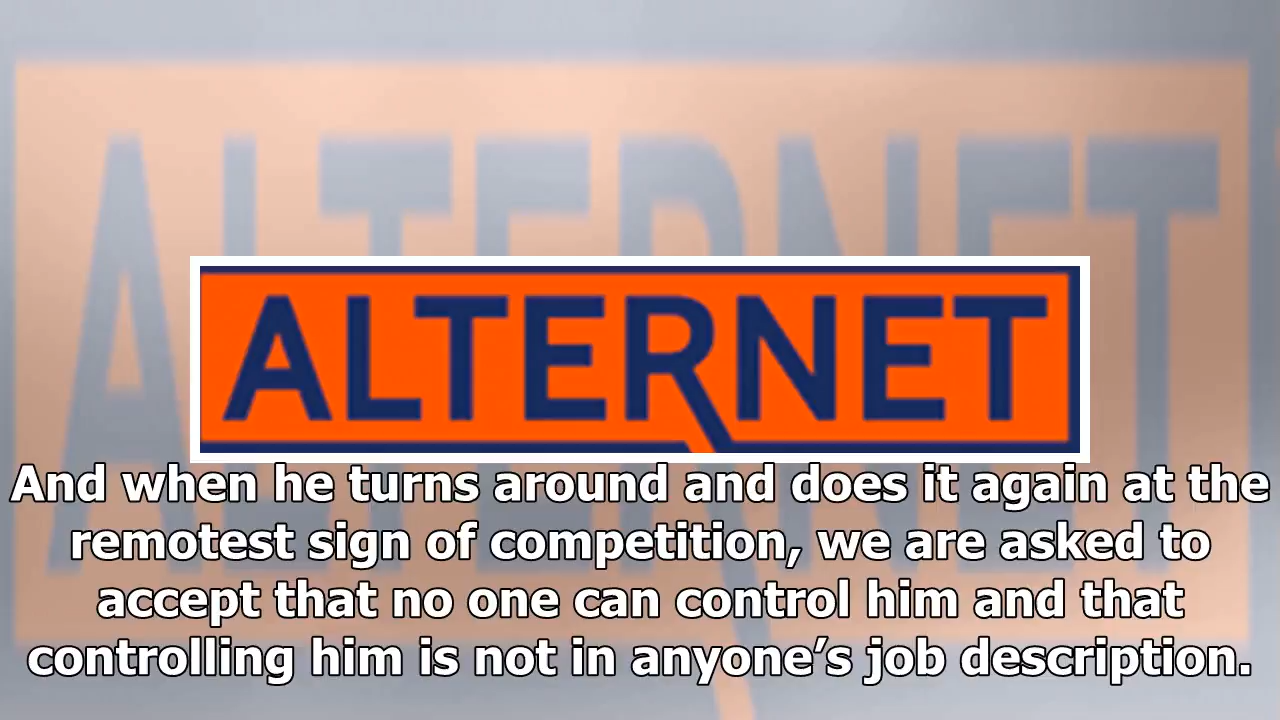 ALTERNET
And when he turns around and does it again at the
remotest sign of competition, we are asked to
accept that no one can control him and that
controlling him is not in anyone’s job description.